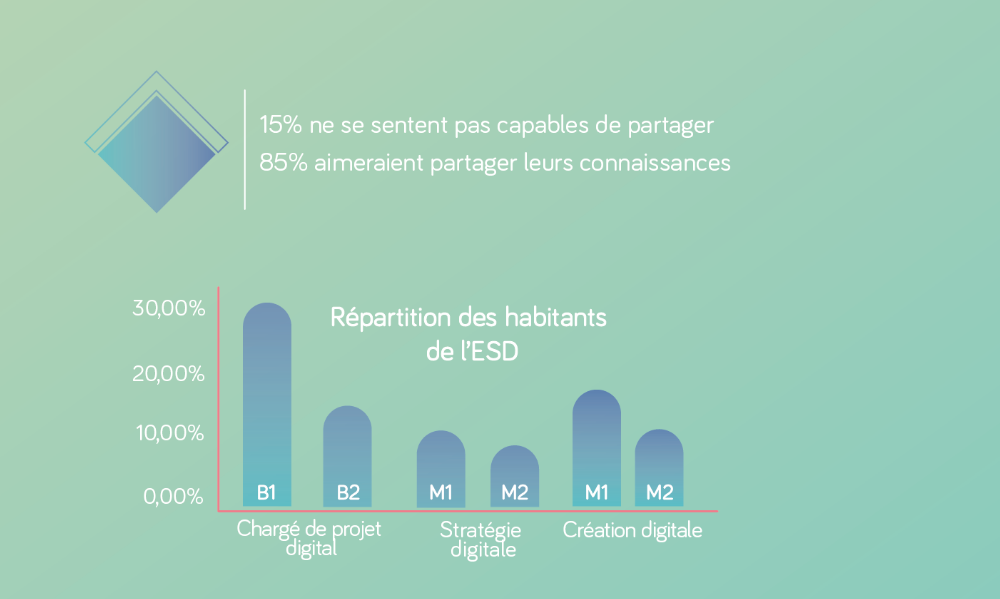 15% ne se sentent pas capables de partager
85% aimeraient partager leurs connaissances
Répartition des habitants
de l'ESD
30,00%
20,00%
10,00%
0,00%
B1
B2
M1
M2
M1
M2
Chargé de projet
digital
Stratégie
digitale
Création digitale